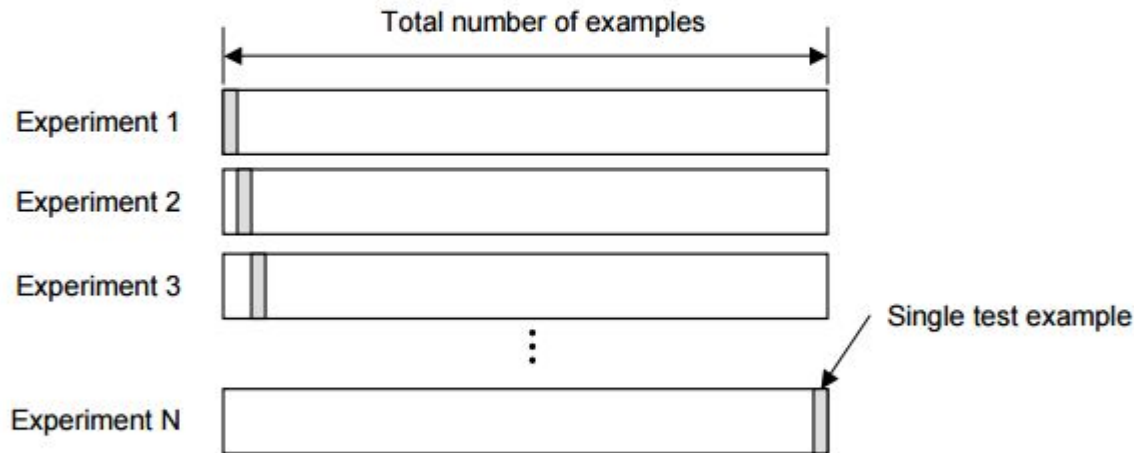 Total number of examples
Experiment 1
Experiment 2
Experiment 3
Single test example
Experiment N